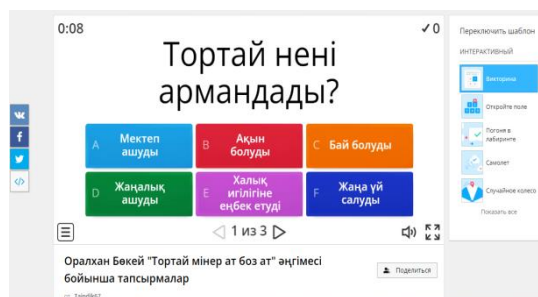 0:08
✓ 0
Тортай нені
армандады?
A Мектеп
ашуды
B Ақын
болуды
C Бай болуды
D Жаңалық
ашуды
E Халық
игілігіне
еңбек етуді
F Жаңа үй
салуды
1 из 3
Оралхан Бөкей "Тортай мінер ат боз ат" әңгімесі
бойынша тапсырмалар
Поделиться
Переключить шаблон
ИНТЕРАКТИВНЫЙ
Викторина
Откройте поле
Погоня в
лабиринте
Самолет
Случайное колесо
Показать все